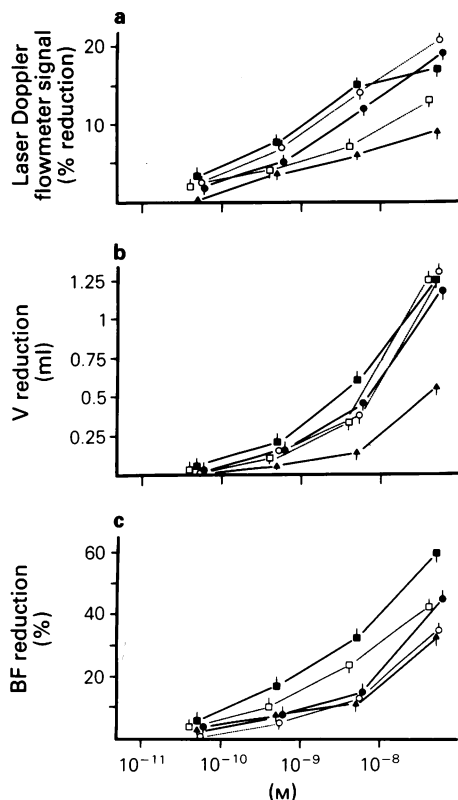 a
Laser Doppler
flowmeter signal
(% reduction)
20
10
b
V reduction
(ml)
1.25
1
0.75
0.5
0.25
c
BF reduction
(%)
60
40
20
10⁻¹¹ 10⁻¹⁰ 10⁻⁹ 10⁻⁸
(M)